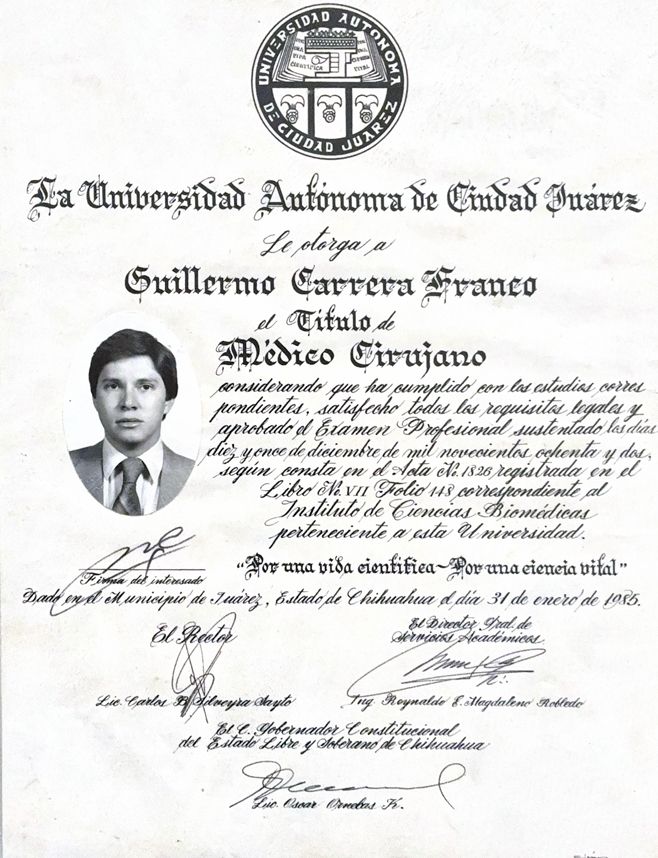 UNIVERSIDAD AUTONOMA
DE CIUDAD JUAREZ
La Universidad Autónoma de Ciudad Juárez
Le otorga a
Guillermo Carrera Franco
el Título de
Médico Cirujano
considerando que ha cumplido con los estudios corres
pondientes, satisfecho todos los requisitos legales y
aprobado el Examen Profesional sustentado los días
diez y once de diciembre de mil novecientos ochenta y dos,
según consta en el Acta No. 1826 registrada en el
Libro No. VII Folio 148 correspondiente al
Instituto de Ciencias Biomédicas
perteneciente a esta Universidad.
"Por una vida científica~Por una ciencia vital"
Firma del interesado
Dado en el Municipio de Juárez, Estado de Chihuahua el día 31 de enero de 1985.
El Rector
El Director Gral. de
Servicios Académicos
Lic. Carlos B. Silveyra Sayto
Ing. Reynaldo E. Magdaleno Robledo
El C. Gobernador Constitucional
del Estado Libre y Soberano de Chihuahua
Lic. Oscar Ornelas K.